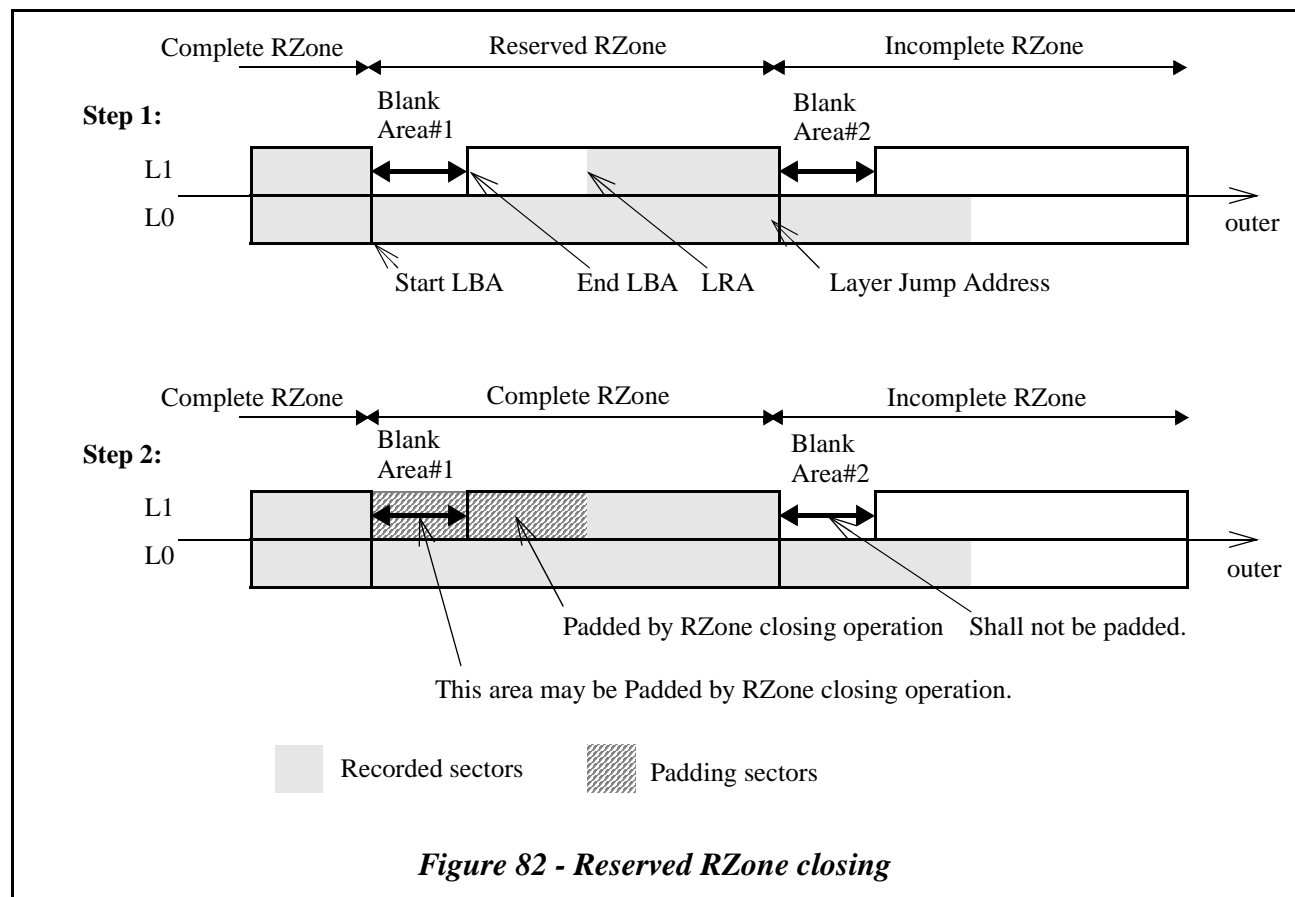 Complete RZone
Reserved RZone
Incomplete RZone
Step 1:
Blank
Area#1
Blank
Area#2
L1
L0
outer
Start LBA
End LBA
LRA
Layer Jump Address
Complete RZone
Complete RZone
Incomplete RZone
Step 2:
Blank
Area#1
Blank
Area#2
L1
L0
outer
Padded by RZone closing operation
Shall not be padded.
This area may be Padded by RZone closing operation.
Recorded sectors
Padding sectors
Figure 82 - Reserved RZone closing